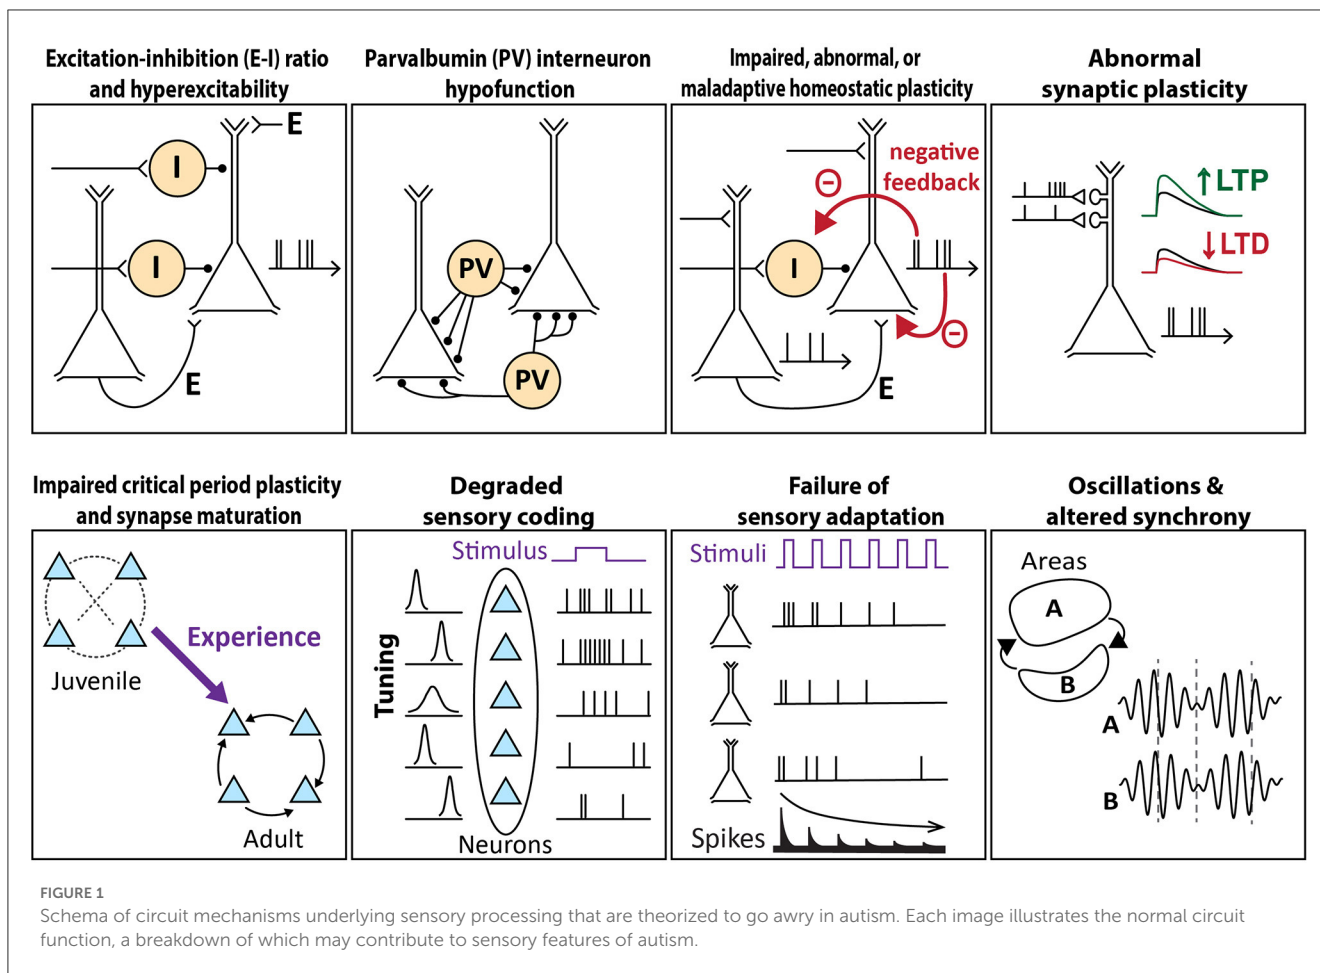 Excitation-inhibition (E-I) ratio
and hyperexcitability
I
E
I
E
Parvalbumin (PV) interneuron
hypofunction
PV
PV
Impaired, abnormal, or
maladaptive homeostatic plasticity
negative
feedback
I
E
Abnormal
synaptic plasticity
↑LTP
↓LTD
Impaired critical period plasticity
and synapse maturation
Juvenile
Experience
Adult
Degraded
sensory coding
Stimulus
Tuning
Neurons
Failure of
sensory adaptation
Stimuli
Spikes
Oscillations &
altered synchrony
Areas
A
B
A
B
FIGURE 1
Schema of circuit mechanisms underlying sensory processing that are theorized to go awry in autism. Each image illustrates the normal circuit
function, a breakdown of which may contribute to sensory features of autism.